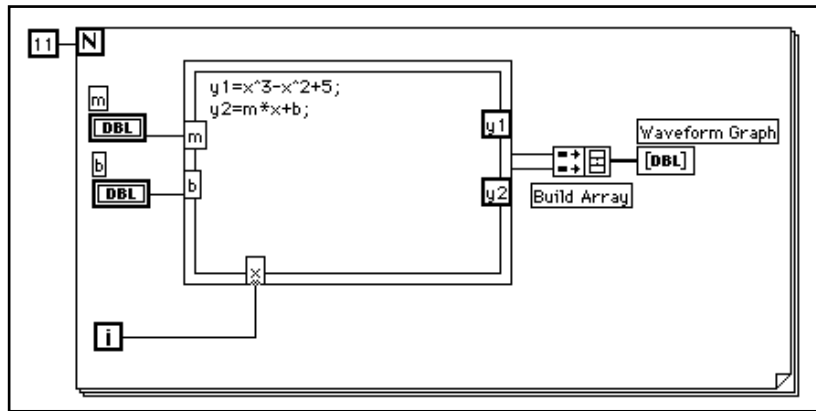 11
N
m
DBL
b
DBL
y1=x^3-x^2+5;
y2=m*x+b;
m
b
x
i
y1
y2
Build Array
Waveform Graph
[DBL]